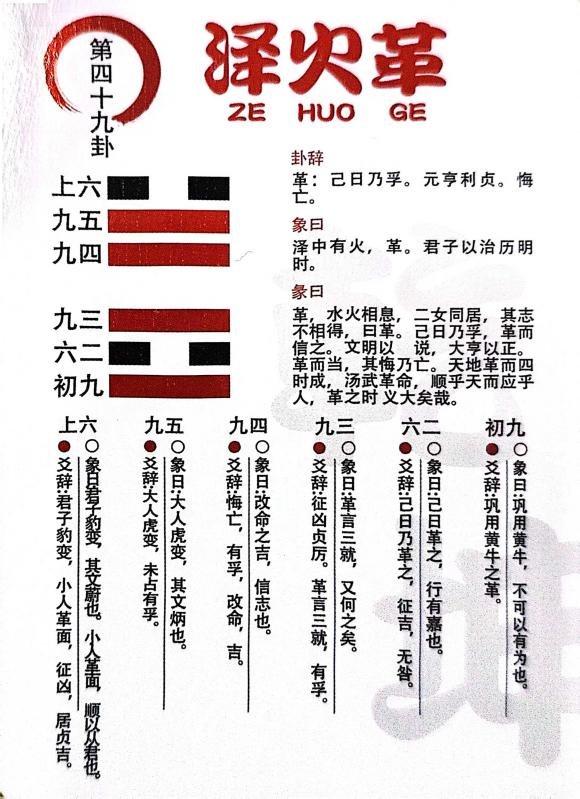 第四十九卦
泽火革
ZE HUO GE
卦辞
革：己日乃孚。元亨利贞。悔
亡。
象曰
泽中有火，革。君子以治历明
时。
彖曰
革，水火相息，二女同居，其志
不相得，曰革。己日乃孚，革而
信之。文明以 说，大亨以正。
革而当，其悔乃亡。天地革而四
时成，汤武革命，顺乎天而应乎
人，革之时义大矣哉。
上六
九五
九四
九三
六二
初九
初九
象曰：巩用黄牛，不可以有为也。
爻辞：巩用黄牛之革。
六二
象曰：己日革之，行有嘉也。
爻辞：己日乃革之，征吉，无咎。
九三
象曰：革言三就，又何之矣。
爻辞：征凶贞厉。革言三就，有孚。
九四
象曰：改命之吉，信志也。
爻辞：悔亡，有孚，改命，吉。
九五
象曰：大人虎变，其文炳也。
爻辞：大人虎变，未占有孚。
上六
象曰：君子豹变，其文蔚也。小人革面，顺以从君也。
爻辞：君子豹变，小人革面，征凶，居贞吉。